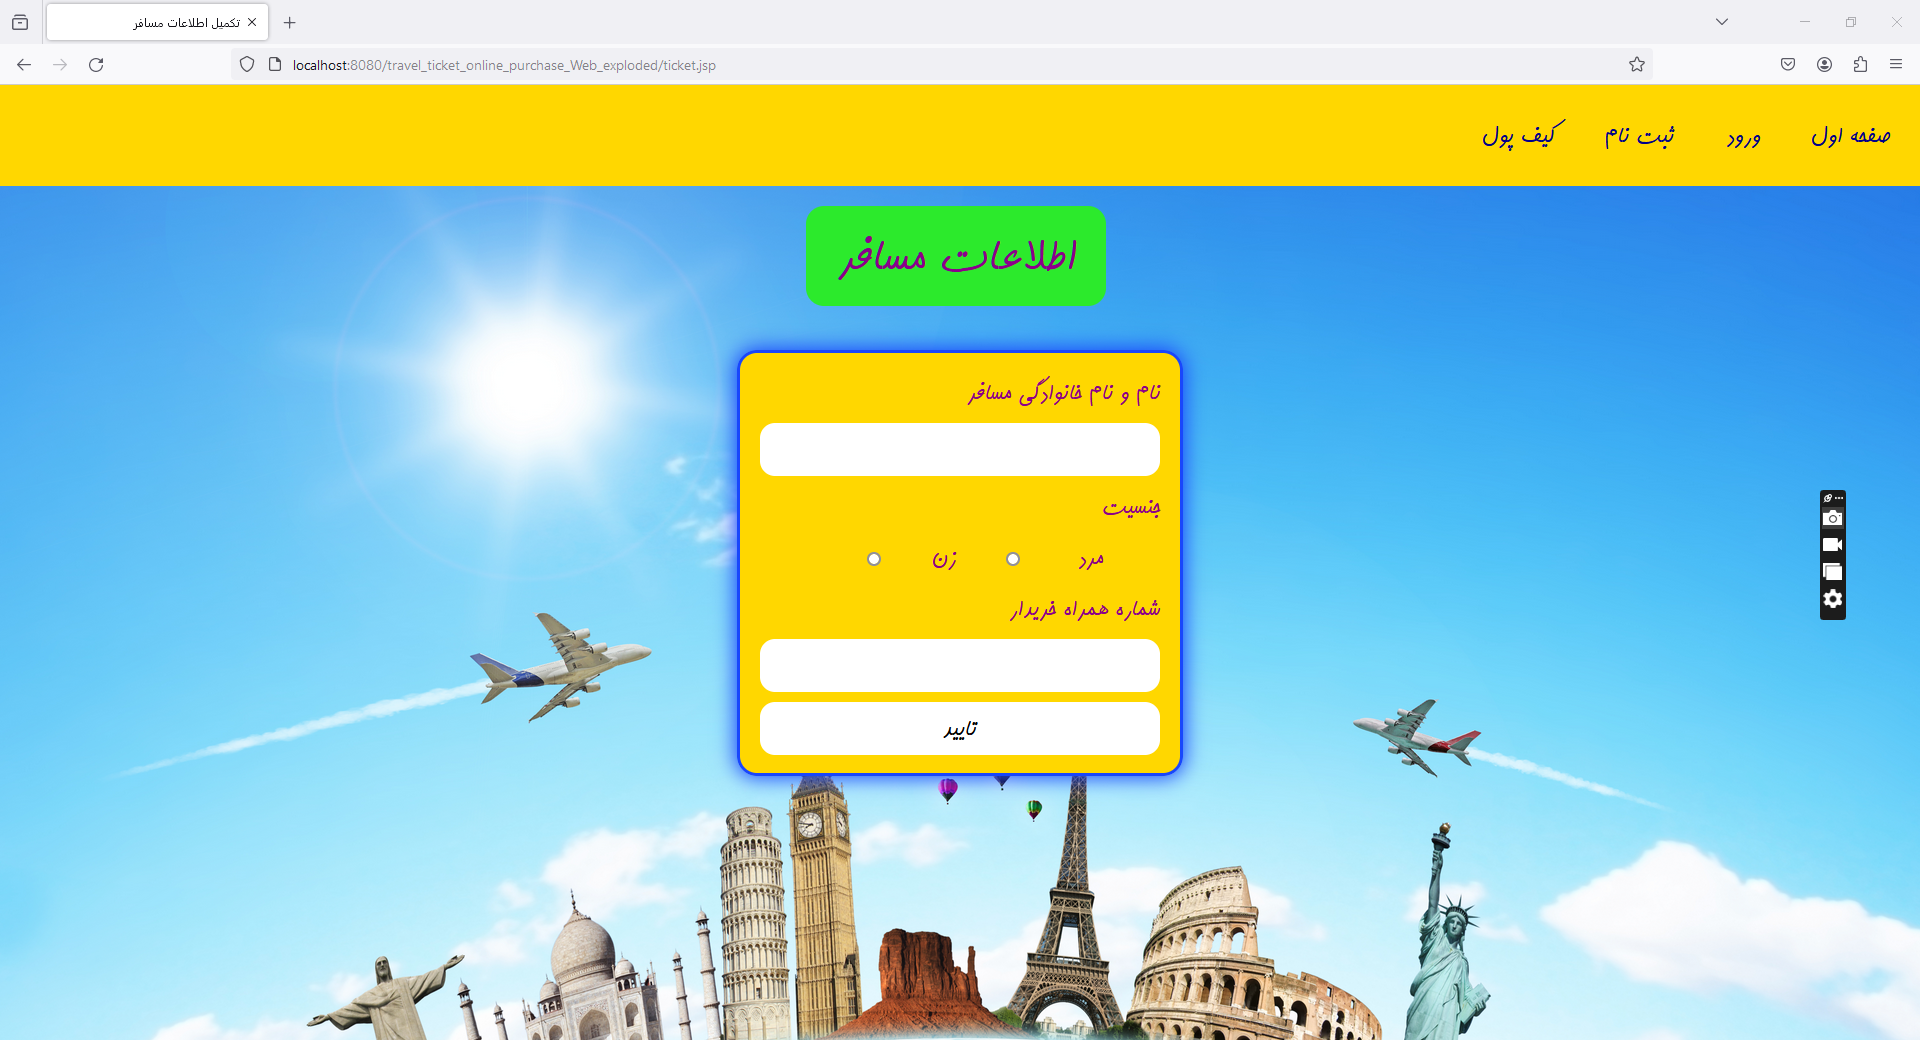 تکمیل اطلاعات مسافر
localhost:8080/travel_ticket_online_purchase_Web_exploded/ticket.jsp
صفحه اول ورود ثبت نام کیف پول
اطلاعات مسافر
نام و نام خانوادگی مسافر
جنسیت
مرد زن
شماره همراه خریدار
تایید